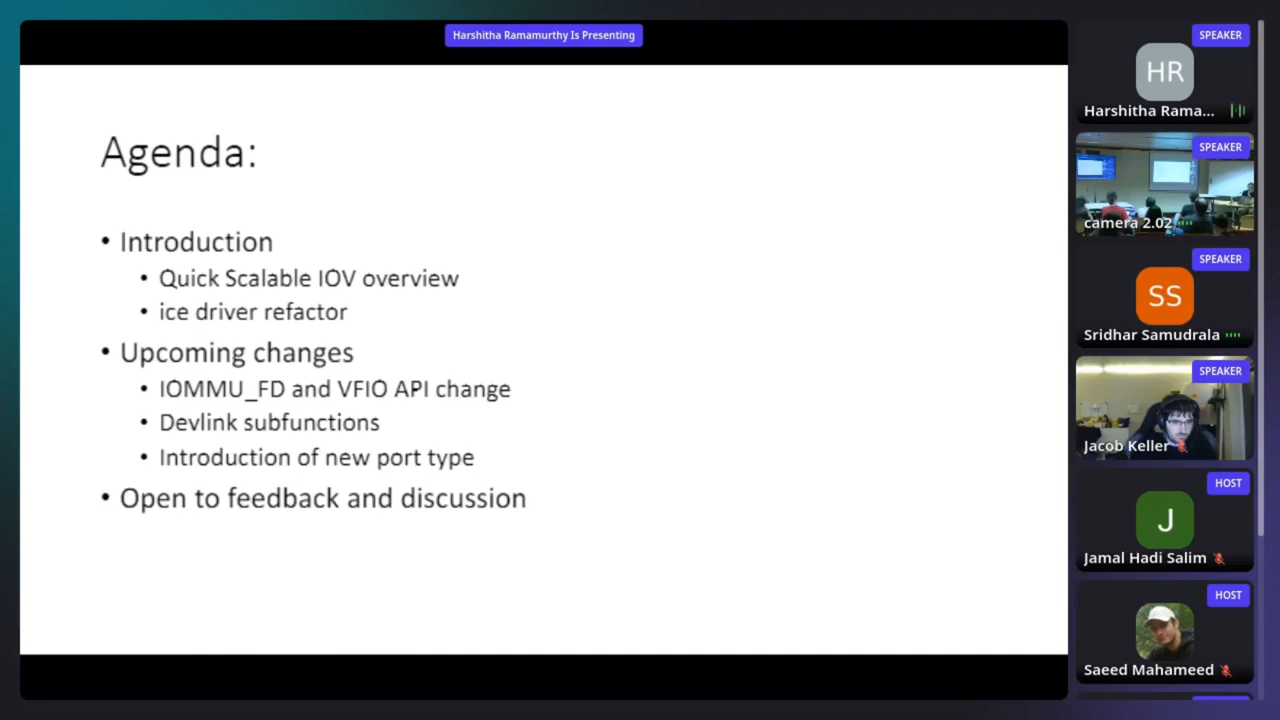 Harshitha Ramamurthy Is Presenting
Agenda:
• Introduction
• Quick Scalable IOV overview
• ice driver refactor
• Upcoming changes
• IOMMU_FD and VFIO API change
• Devlink subfunctions
• Introduction of new port type
• Open to feedback and discussion
SPEAKER
HR
Harshitha Rama...
SPEAKER
camera 2.02
SPEAKER
SS
Sridhar Samudrala
SPEAKER
Jacob Keller
HOST
J
Jamal Hadi Salim
HOST
Saeed Mahameed